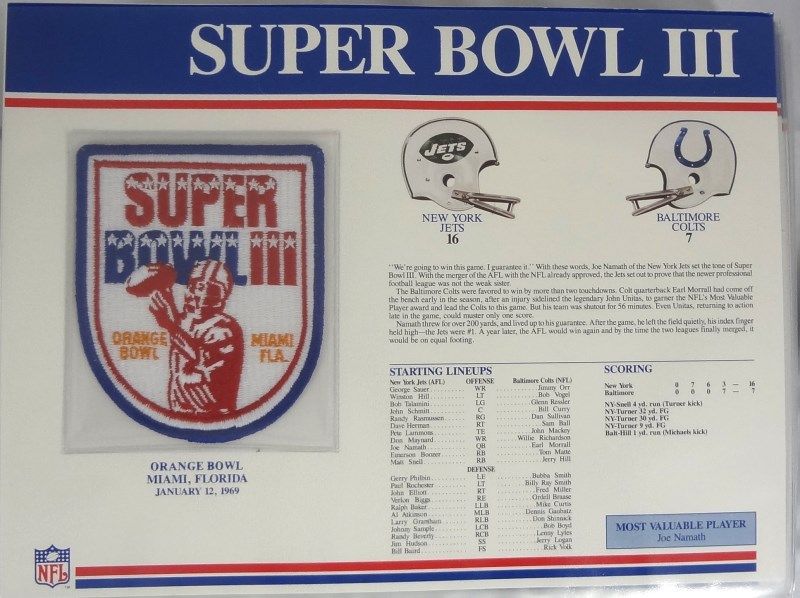 SUPER BOWL III
SUPER
BOWL III
ORANGE
BOWL
MIAMI
FLA.
ORANGE BOWL
MIAMI, FLORIDA
JANUARY 12, 1969
JETS
NEW YORK
JETS
16
BALTIMORE
COLTS
7
"We're going to win this game. I guarantee it." With these words, Joe Namath of the New York Jets set the tone of Super
Bowl III. With the merger of the AFL with the NFL already approved, the Jets set out to prove that the newer professional
football league was not the weak sister.
The Baltimore Colts were favored to win by more than two touchdowns. Colt quarterback Earl Morrall had come off
the bench early in the season, after an injury sidelined the legendary John Unitas, to garner the NFL's Most Valuable
Player award and lead the Colts to this game. But his team was shutout for 56 minutes. Even Unitas, returning to action
late in the game, could muster only one score.
Namath threw for over 200 yards, and lived up to his guarantee. After the game, he left the field quietly, his index finger
held high—the Jets were #1. A year later, the AFL would win again and by the time the two leagues finally merged, it
would be on equal footing.
STARTING LINEUPS
New York Jets (AFL) OFFENSE Baltimore Colts (NFL)
George Sauer WR Jimmy Orr
Winston Hill LT Bob Vogel
Bob Talamini LG Glenn Ressler
John Schmitt C Bill Curry
Randy Rasmussen RG Dan Sullivan
Dave Herman RT Sam Ball
Pete Lammons TE John Mackey
Don Maynard WR Willie Richardson
Joe Namath QB Earl Morrall
Emerson Boozer RB Tom Matte
Matt Snell RB Jerry Hill
DEFENSE
Gerry Philbin LE Bubba Smith
Paul Rochester LT Billy Ray Smith
John Elliott RT Fred Miller
Verlon Biggs RE Ordell Braase
Ralph Baker LLB Mike Curtis
Al Atkinson MLB Dennis Gaubatz
Larry Grantham RLB Don Shinnick
Johnny Sample LCB Bob Boyd
Randy Beverly RCB Lenny Lyles
Jim Hudson SS Jerry Logan
Bill Baird FS Rick Volk
SCORING
New York 0 7 6 3 — 16
Baltimore 0 0 0 7 — 7
NY-Snell 4 yd. run (Turner kick)
NY-Turner 32 yd. FG
NY-Turner 30 yd. FG
NY-Turner 9 yd. FG
Balt-Hill 1 yd. run (Michaels kick)
MOST VALUABLE PLAYER
Joe Namath
NFL